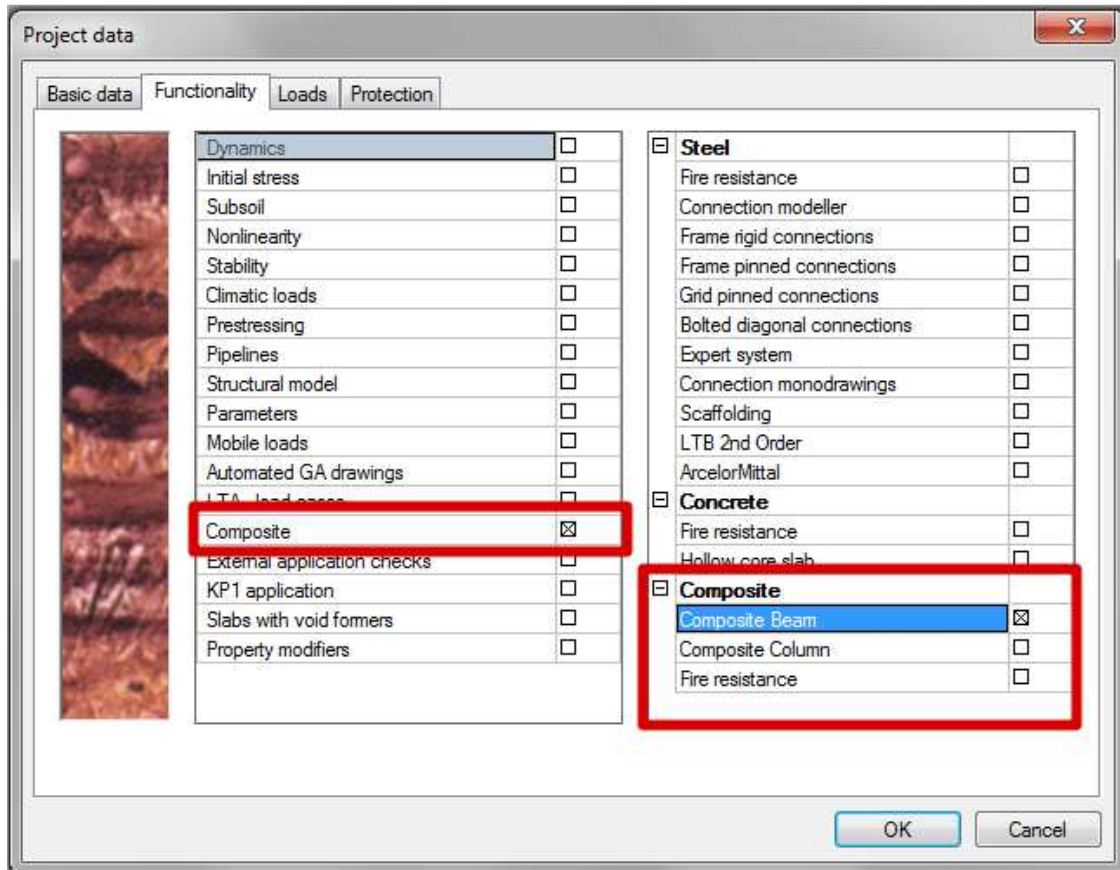 Project data
Basic data Functionality Loads Protection
Dynamics
Initial stress
Subsoil
Nonlinearity
Stability
Climatic loads
Prestressing
Pipelines
Structural model
Parameters
Mobile loads
Automated GA drawings
LTA - load cases
Composite
External application checks
KP1 application
Slabs with void formers
Property modifiers
Steel
Fire resistance
Connection modeller
Frame rigid connections
Frame pinned connections
Grid pinned connections
Bolted diagonal connections
Expert system
Connection monodrawings
Scaffolding
LTB 2nd Order
ArcelorMittal
Concrete
Fire resistance
Hollow core slab
Composite
Composite Beam
Composite Column
Fire resistance
OK Cancel